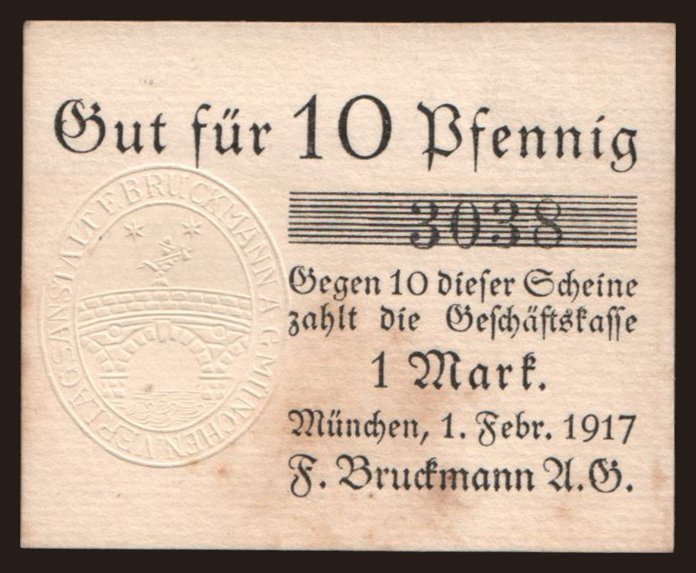 Gut für 10 Pfennig
3038
Gegen 10 dieser Scheine
zahlt die Geschäftskasse
1 Mark.
München, 1. Febr. 1917
F. Bruckmann A.G.
VERLAGSANSTALT F. BRUCKMANN A.G. MÜNCHEN.